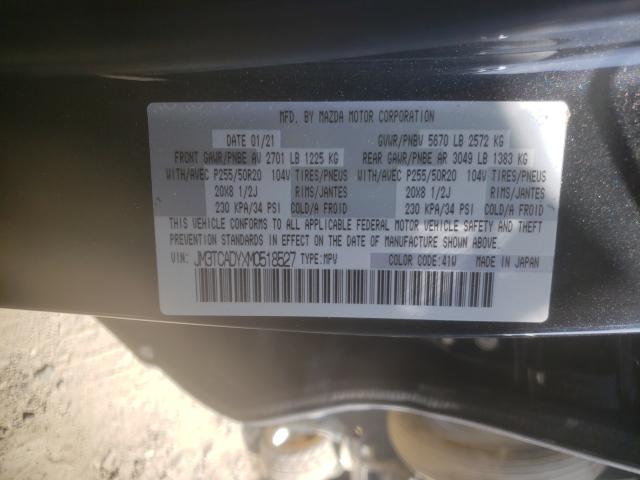 MFD. BY MAZDA MOTOR CORPORATION
DATE 01/21 GVWR/PNBV 5670 LB 2572 KG
FRONT GAWR/PNBE AV 2701 LB 1225 KG REAR GAWR/PNBE AR 3049 LB 1383 KG
WITH/AVEC P255/50R20 104V TIRES/PNEUS WITH/AVEC P255/50R20 104V TIRES/PNEUS
20X8 1/2J RIMS/JANTES 20X8 1/2J RIMS/JANTES
230 KPA/34 PSI COLD/A FROID 230 KPA/34 PSI COLD/A FROID
THIS VEHICLE CONFORMS TO ALL APPLICABLE FEDERAL MOTOR VEHICLE SAFETY AND THEFT
PREVENTION STANDARDS IN EFFECT ON THE DATE OF MANUFACTURE SHOWN ABOVE.
VIN: JM3TCADYXM0518527 TYPE:MPV COLOR CODE:41W MADE IN JAPAN